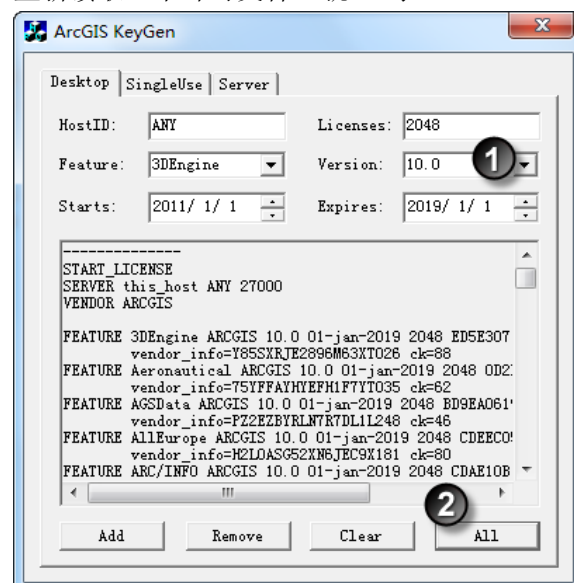 ArcGIS KeyGen
Desktop SingleUse Server
HostID: ANY Licenses: 2048
Feature: 3DEngine Version: 10.0 1
Starts: 2011/ 1/ 1 Expires: 2019/ 1/ 1
--------------
START_LICENSE
SERVER this_host ANY 27000
VENDOR ARCGIS
FEATURE 3DEngine ARCGIS 10.0 01-jan-2019 2048 ED5E307
vendor_info=Y85SXRJE2896M63XT026 ck=88
FEATURE Aeronautical ARCGIS 10.0 01-jan-2019 2048
vendor_info=75YFFAYHYEFH1F7YT035 ck=62
FEATURE AGSData ARCGIS 10.0 01-jan-2019 2048 BD9EA061
vendor_info=PZ2EZBYRLN7R7DL1L248 ck=46
FEATURE AllEurope ARCGIS 10.0 01-jan-2019 2048
vendor_info=H2LOASG52XN6JEC9X181 ck=80
FEATURE ARC/INFO ARCGIS 10.0 01-jan-2019 2048 CDAE10B
2
Add Remove Clear All